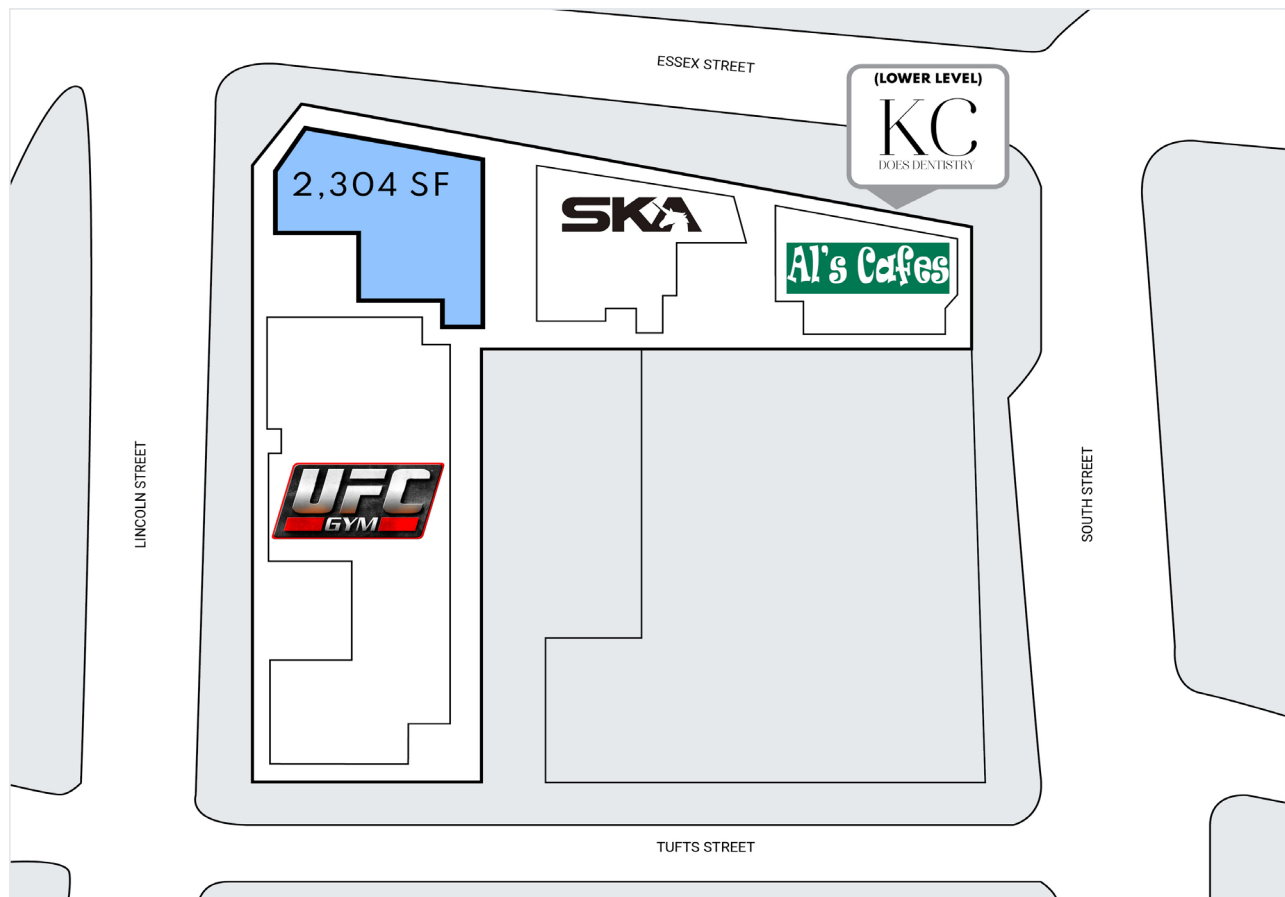 ESSEX STREET
(LOWER LEVEL)
KC
DOES DENTISTRY
2,304 SF
SKA
Al's Cafes
LINCOLN STREET
UFC
GYM
SOUTH STREET
TUFTS STREET